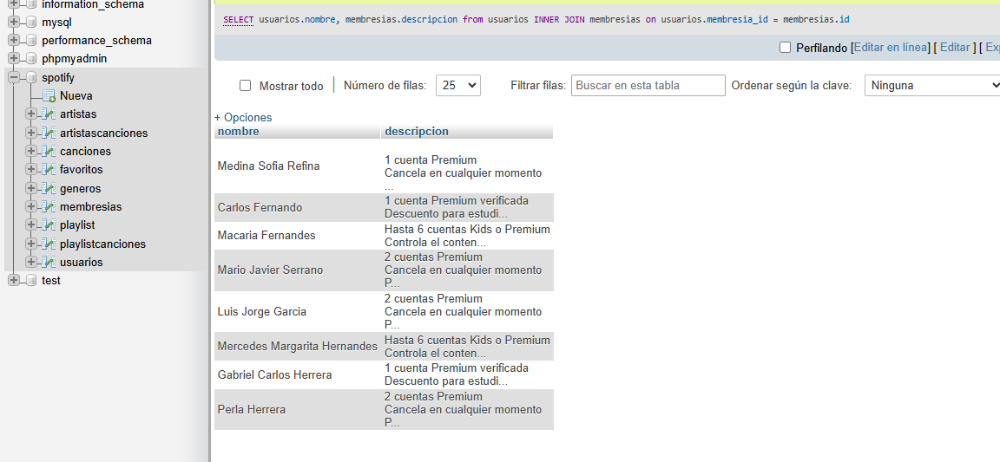 information_schema
mysql
performance_schema
phpmyadmin
spotify
Nueva
artistas
artistascanciones
canciones
favoritos
generos
membresias
playlist
playlistcanciones
usuarios
test
SELECT usuarios.nombre, membresias.descripcion from usuarios INNER JOIN membresias on usuarios.membresia_id = membresias.id
Perfilando [Editar en línea] [ Editar ] [ Exp
Mostrar todo | Número de filas: 25 Filtrar filas: Buscar en esta tabla Ordenar según la clave: Ninguna
+ Opciones
nombre descripcion
Medina Sofia Refina 1 cuenta Premium
Cancela en cualquier momento
...
Carlos Fernando 1 cuenta Premium verificada
Descuento para estudi...
Macaria Fernandes Hasta 6 cuentas Kids o Premium
Controla el conten...
Mario Javier Serrano 2 cuentas Premium
Cancela en cualquier momento
P...
Luis Jorge Garcia 2 cuentas Premium
Cancela en cualquier momento
P...
Mercedes Margarita Hernandes Hasta 6 cuentas Kids o Premium
Controla el conten...
Gabriel Carlos Herrera 1 cuenta Premium verificada
Descuento para estudi...
Perla Herrera 2 cuentas Premium
Cancela en cualquier momento
P...